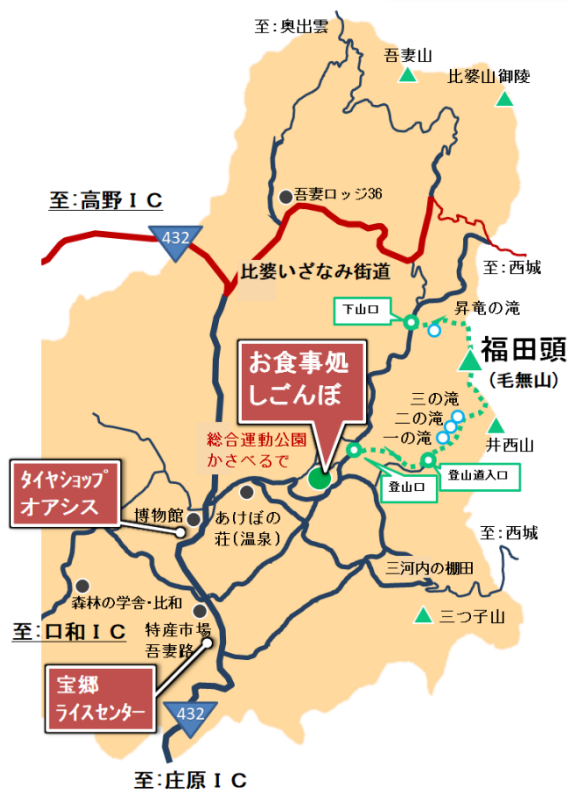 至:奥出雲
吾妻山
比婆山御陵
吾妻ロッジ36
至:高野ＩＣ
432
比婆いざなみ街道
至:西城
下山口
昇竜の滝
福田頭
(毛無山)
お食事処
しごんぼ
三の滝
二の滝
一の滝
井西山
総合運動公園
かさべるで
登山口
登山道入口
タイヤショップ
オアシス
博物館
あけぼの
荘(温泉)
至:西城
三河内の棚田
森林の学舎・比和
特産市場
吾妻路
三つ子山
至:口和ＩＣ
宝郷
ライスセンター
432
至:庄原ＩＣ